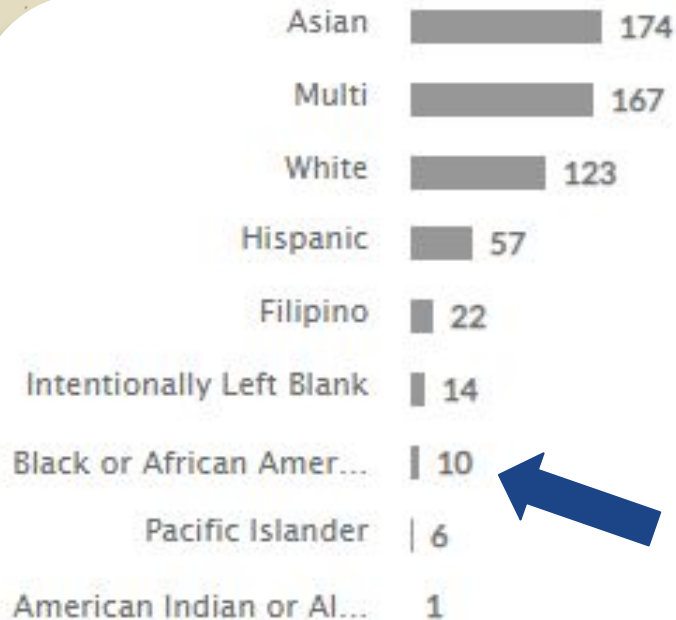 Asian 174
Multi 167
White 123
Hispanic 57
Filipino 22
Intentionally Left Blank 14
Black or African Amer... 10
Pacific Islander 6
American Indian or Al... 1